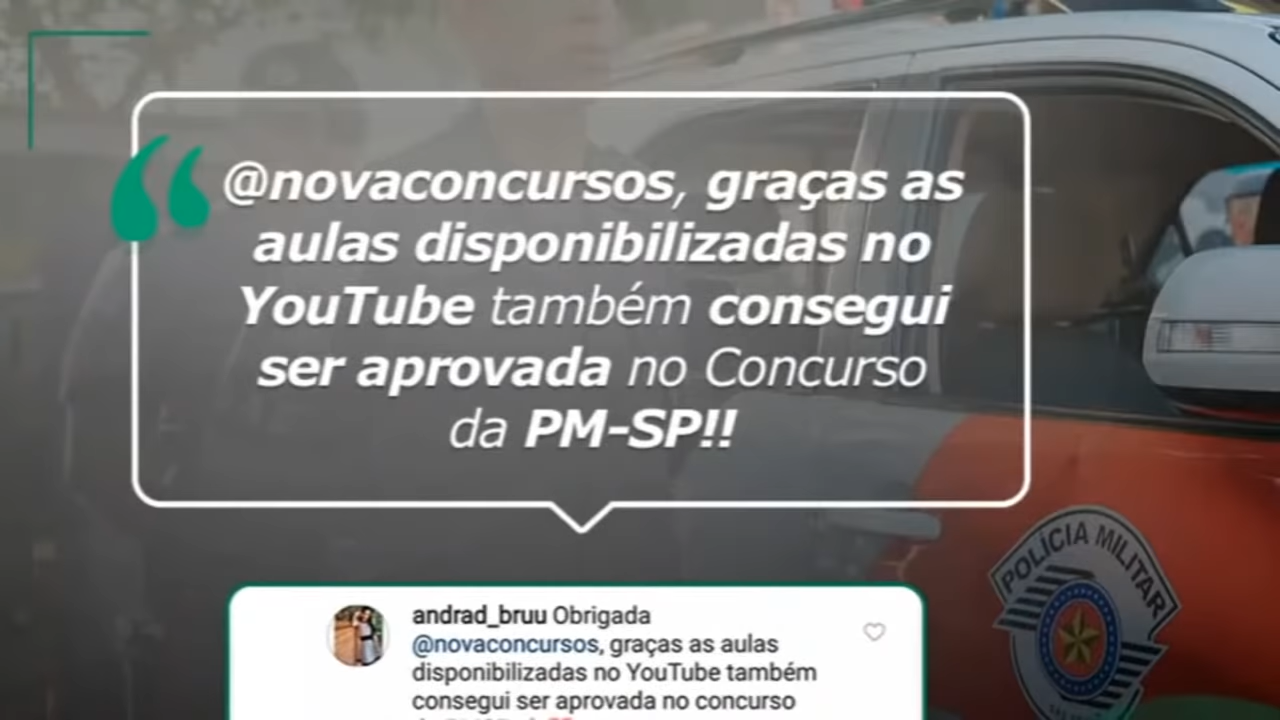 @novaconcursos, graças as
aulas disponibilizadas no
YouTube também consegui
ser aprovada no Concurso
da PM-SP!!
POLÍCIA MILITAR
andrad_bruu Obrigada
@novaconcursos, graças as aulas
disponibilizadas no YouTube também
consegui ser aprovada no concurso